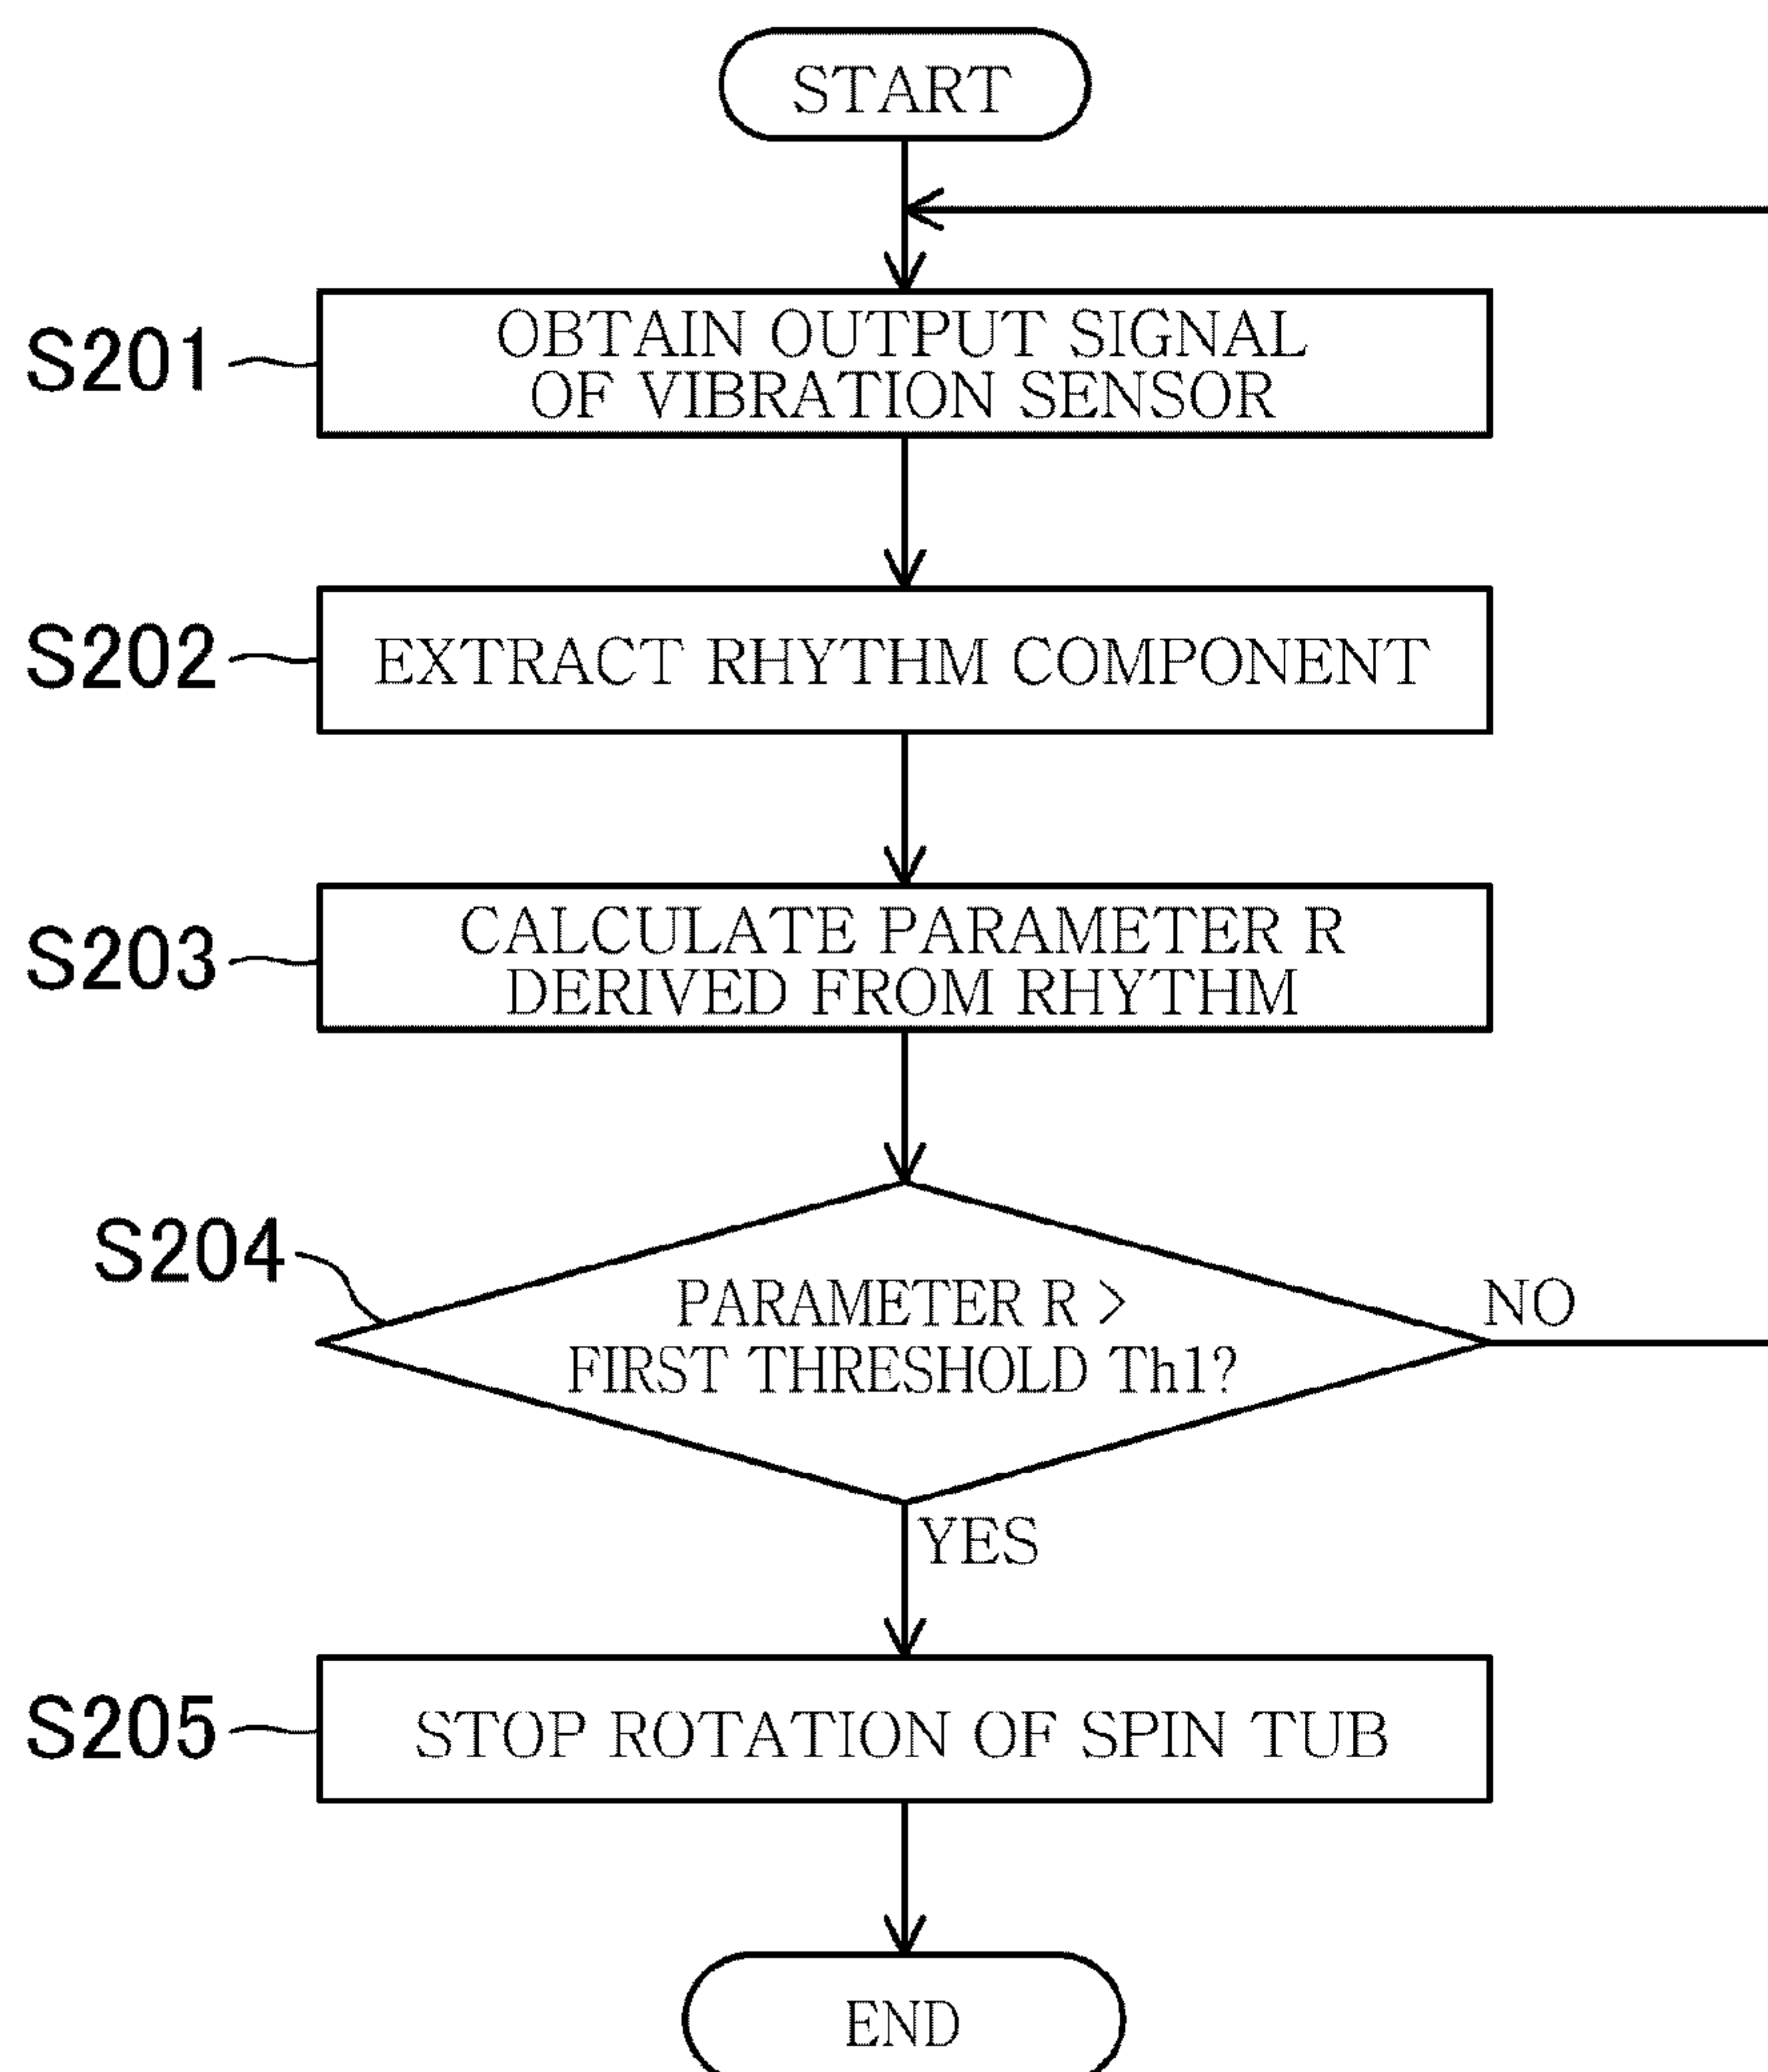 START
S201
OBTAIN OUTPUT SIGNAL
OF VIBRATION SENSOR
S202
EXTRACT RHYTHM COMPONENT
S203
CALCULATE PARAMETER R
DERIVED FROM RHYTHM
S204
PARAMETER R >
FIRST THRESHOLD Th1?
NO
YES
S205
STOP ROTATION OF SPIN TUB
END